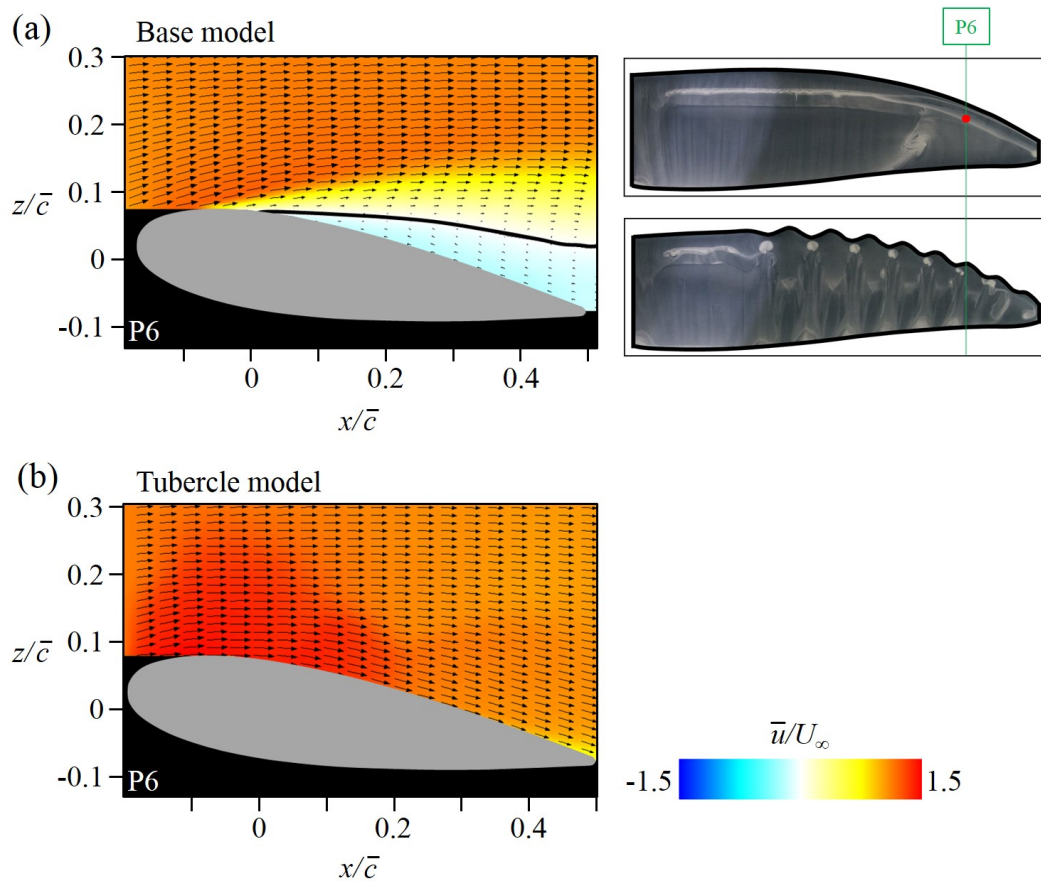 (a)
Base model
P6
0.3
0.2
0.1
0
-0.1
z/c̄
P6
0
0.2
0.4
x/c̄
(b)
Tubercle model
0.3
0.2
0.1
0
-0.1
z/c̄
P6
0
0.2
0.4
x/c̄
u̅/U∞
-1.5
1.5